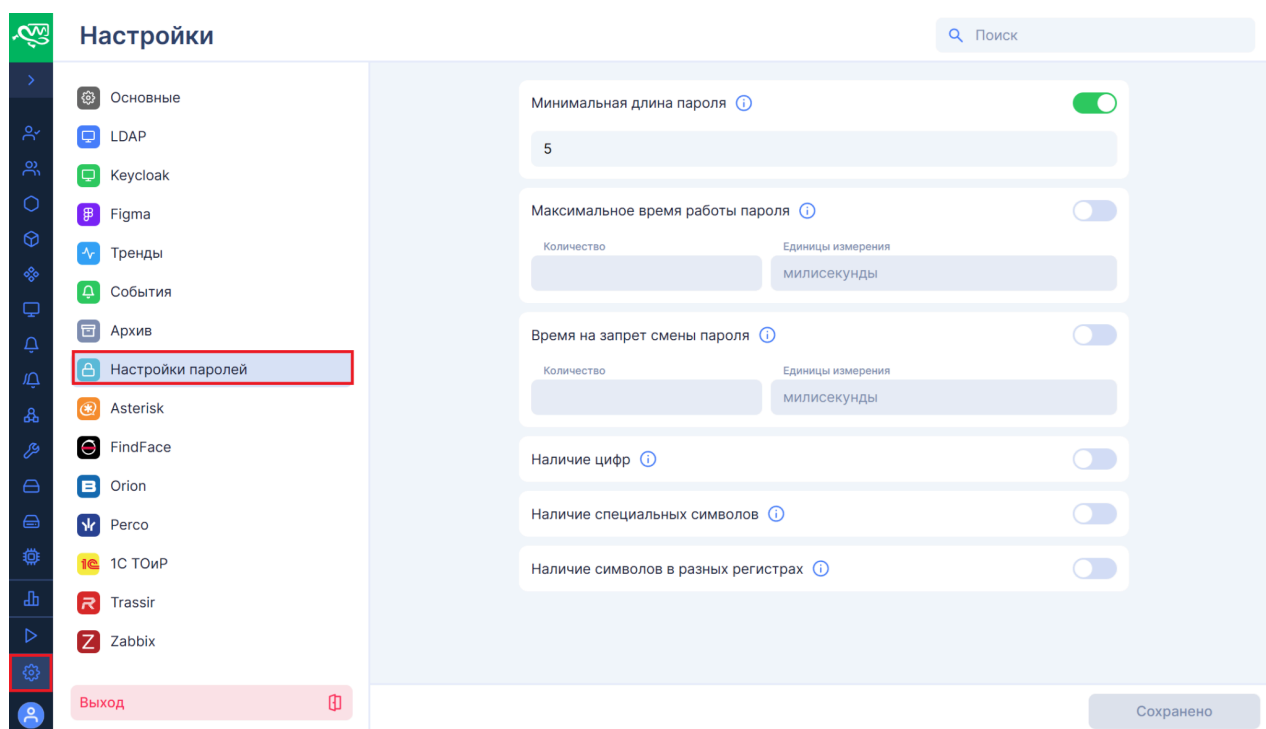 Настройки
Поиск
Основные
LDAP
Keycloak
Figma
Тренды
События
Архив
Настройки паролей
Asterisk
FindFace
Orion
Perco
1С ТОиР
Trassir
Zabbix
Выход
Минимальная длина пароля
5
Максимальное время работы пароля
Количество Единицы измерения
милисекунды
Время на запрет смены пароля
Количество Единицы измерения
милисекунды
Наличие цифр
Наличие специальных символов
Наличие символов в разных регистрах
Сохранено